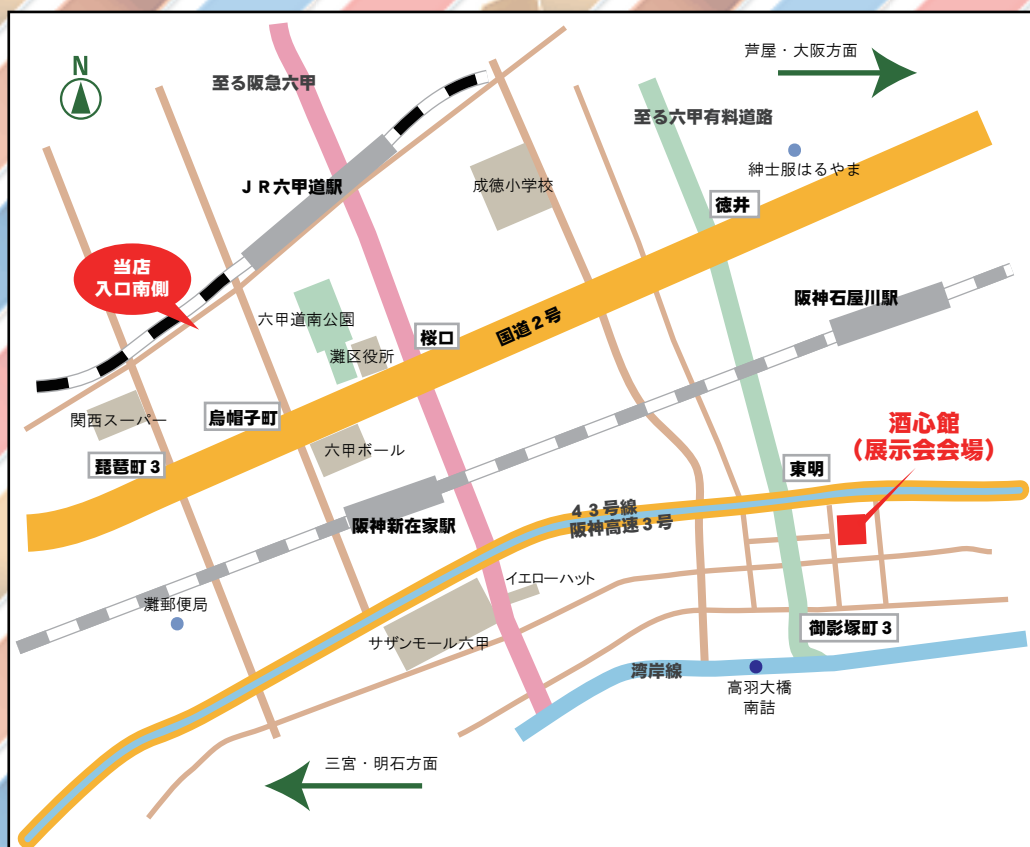 N
芦屋・大阪方面
至る阪急六甲
至る六甲有料道路
紳士服はるやま
ＪＲ六甲道駅
成徳小学校
徳井
当店
入口南側
阪神石屋川駅
六甲道南公園
国道２号
桜口
灘区役所
関西スーパー
烏帽子町
酒心館
（展示会会場）
六甲ボール
琵琶町３
東明
４３号線
阪神高速３号
阪神新在家駅
イエローハット
灘郵便局
サザンモール六甲
御影塚町３
湾岸線
高羽大橋
南詰
三宮・明石方面